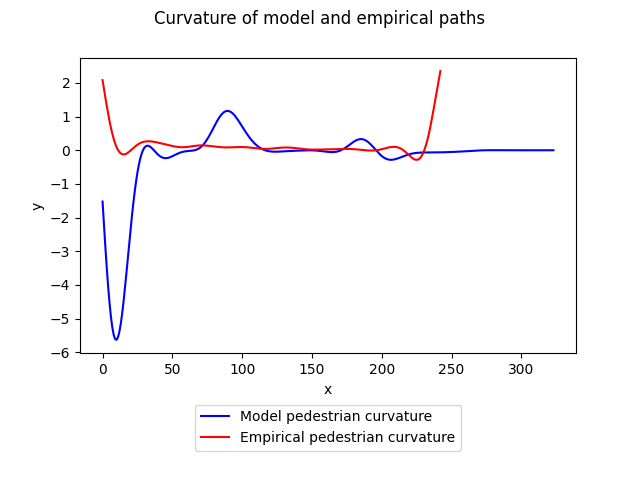 Curvature of model and empirical paths
2
1
0
−1
−2
−3
−4
−5
−6
y
0 50 100 150 200 250 300
x
Model pedestrian curvature
Empirical pedestrian curvature